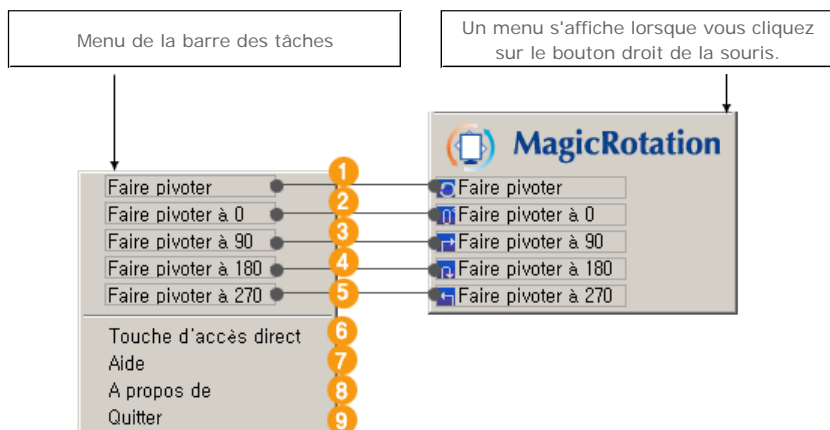 Menu de la barre des tâches
Un menu s'affiche lorsque vous cliquez
sur le bouton droit de la souris.
MagicRotation
Faire pivoter 1 Faire pivoter
Faire pivoter à 0 2 Faire pivoter à 0
Faire pivoter à 90 3 Faire pivoter à 90
Faire pivoter à 180 4 Faire pivoter à 180
Faire pivoter à 270 5 Faire pivoter à 270
Touche d'accès direct 6
Aide 7
A propos de 8
Quitter 9